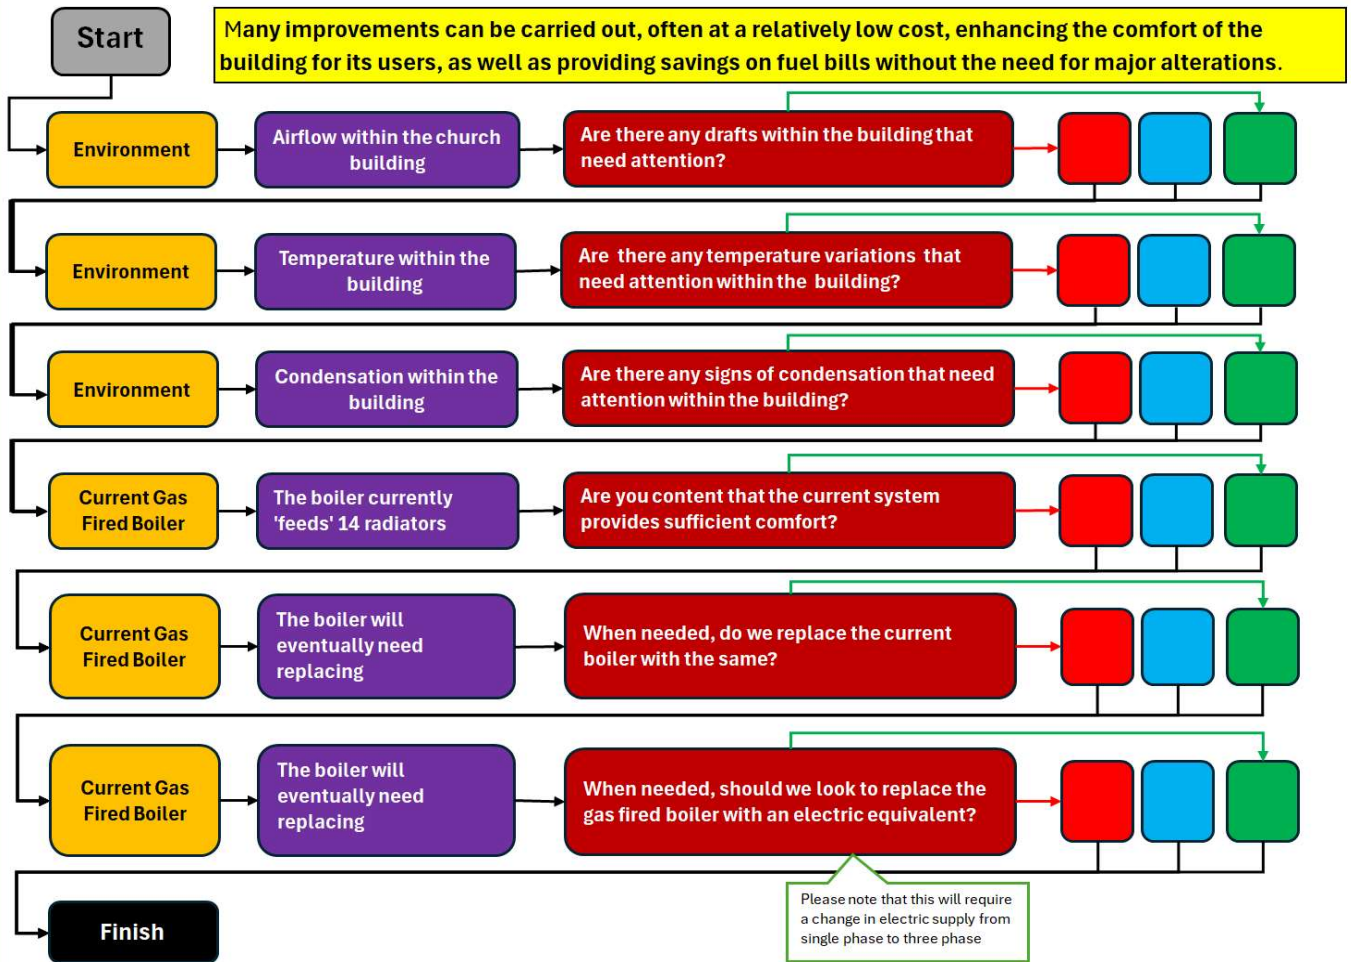 Start
Many improvements can be carried out, often at a relatively low cost, enhancing the comfort of the
building for its users, as well as providing savings on fuel bills without the need for major alterations.
Environment
Airflow within the church
building
Are there any drafts within the building that
need attention?
Environment
Temperature within the
building
Are there any temperature variations that
need attention within the building?
Environment
Condensation within the
building
Are there any signs of condensation that need
attention within the building?
Current Gas
Fired Boiler
The boiler currently
'feeds' 14 radiators
Are you content that the current system
provides sufficient comfort?
Current Gas
Fired Boiler
The boiler will
eventually need
replacing
When needed, do we replace the current
boiler with the same?
Current Gas
Fired Boiler
The boiler will
eventually need
replacing
When needed, should we look to replace the
gas fired boiler with an electric equivalent?
Please note that this will require
a change in electric supply from
single phase to three phase
Finish